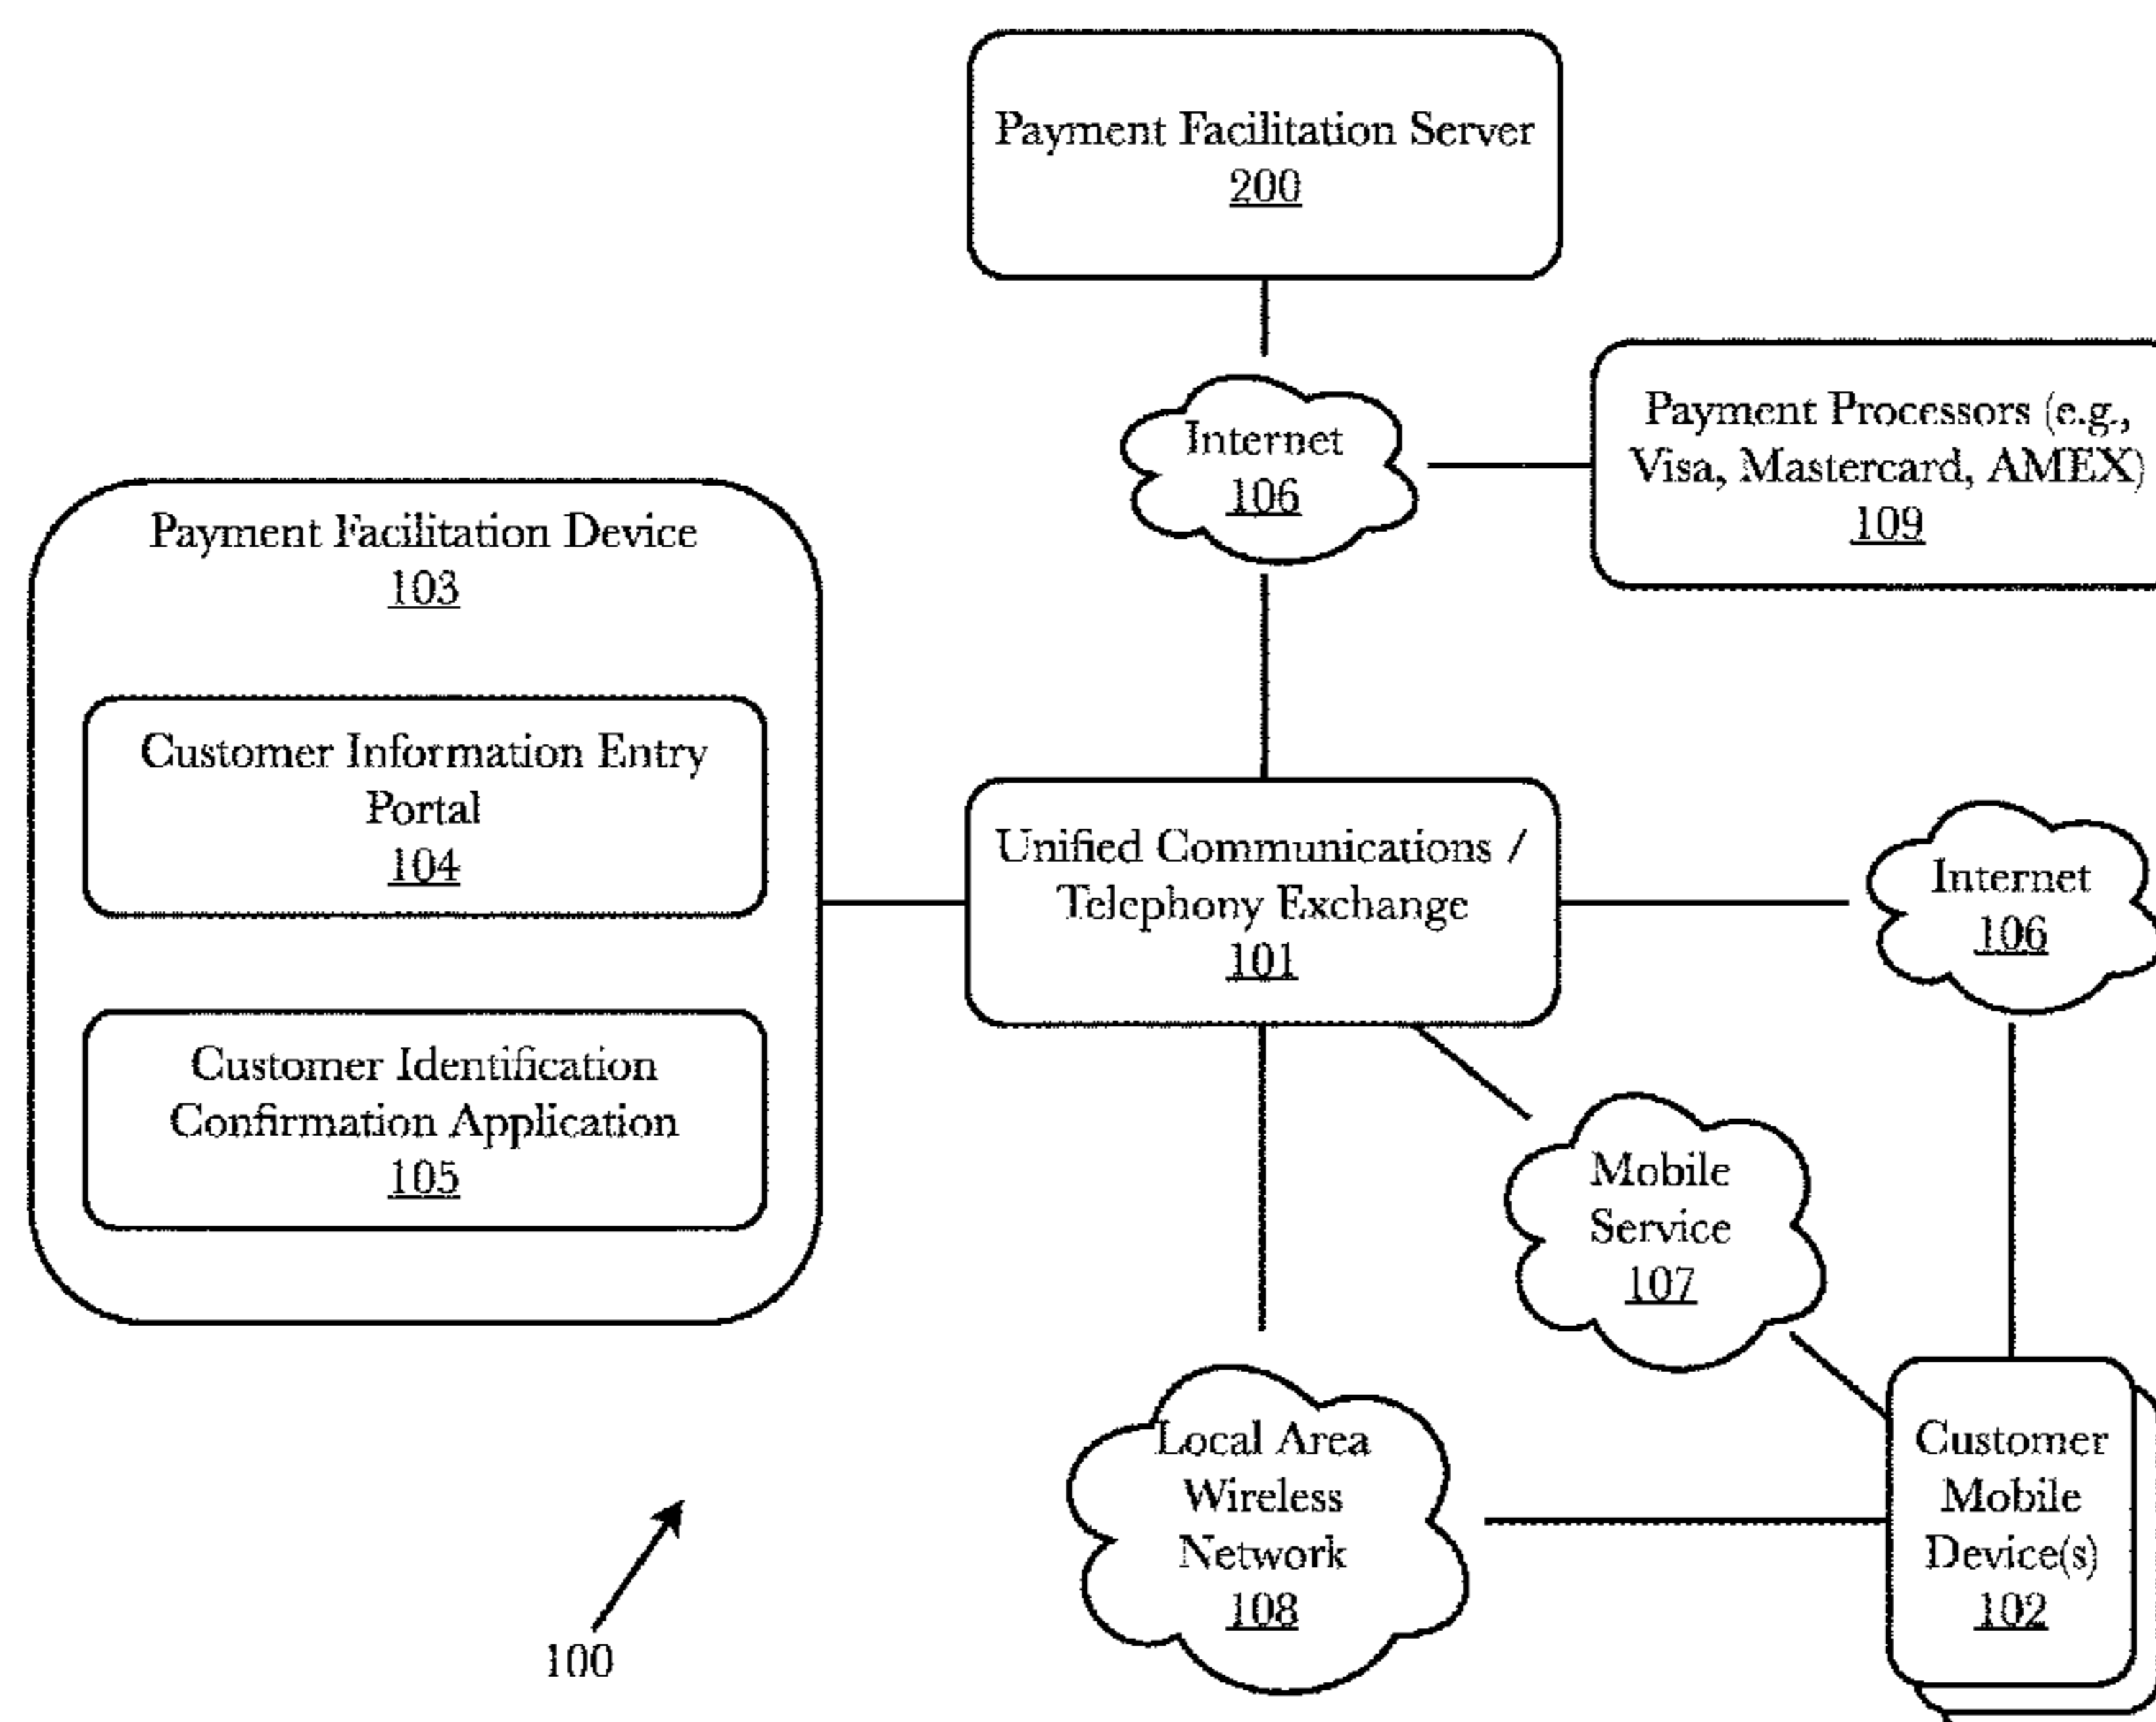 Payment Facilitation Server
200
Internet
106
Payment Processors (e.g.,
Visa, Mastercard, AMEX)
109
Payment Facilitation Device
103
Customer Information Entry
Portal
104
Customer Identification
Confirmation Application
105
Unified Communications /
Telephony Exchange
101
Internet
106
Mobile
Service
107
Local Area
Wireless
Network
108
Customer
Mobile
Device(s)
102
100